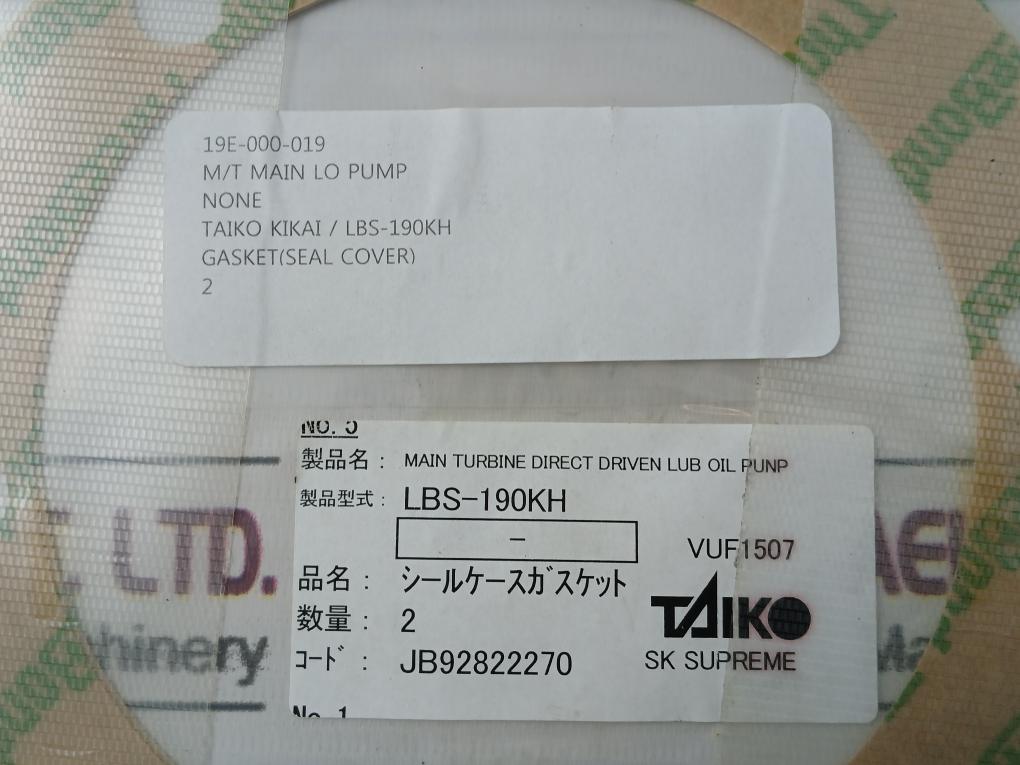 19E-000-019
M/T MAIN LO PUMP
NONE
TAIKO KIKAI / LBS-190KH
GASKET(SEAL COVER)
2
NO. 5
製品名: MAIN TURBINE DIRECT DRIVEN LUB OIL PUNP
製品型式: LBS-190KH
-
VUF1507
品名: シールケースガスケット
数量: 2
TAIKO
コード: JB92822270
SK SUPREME
No. 1
LTD.